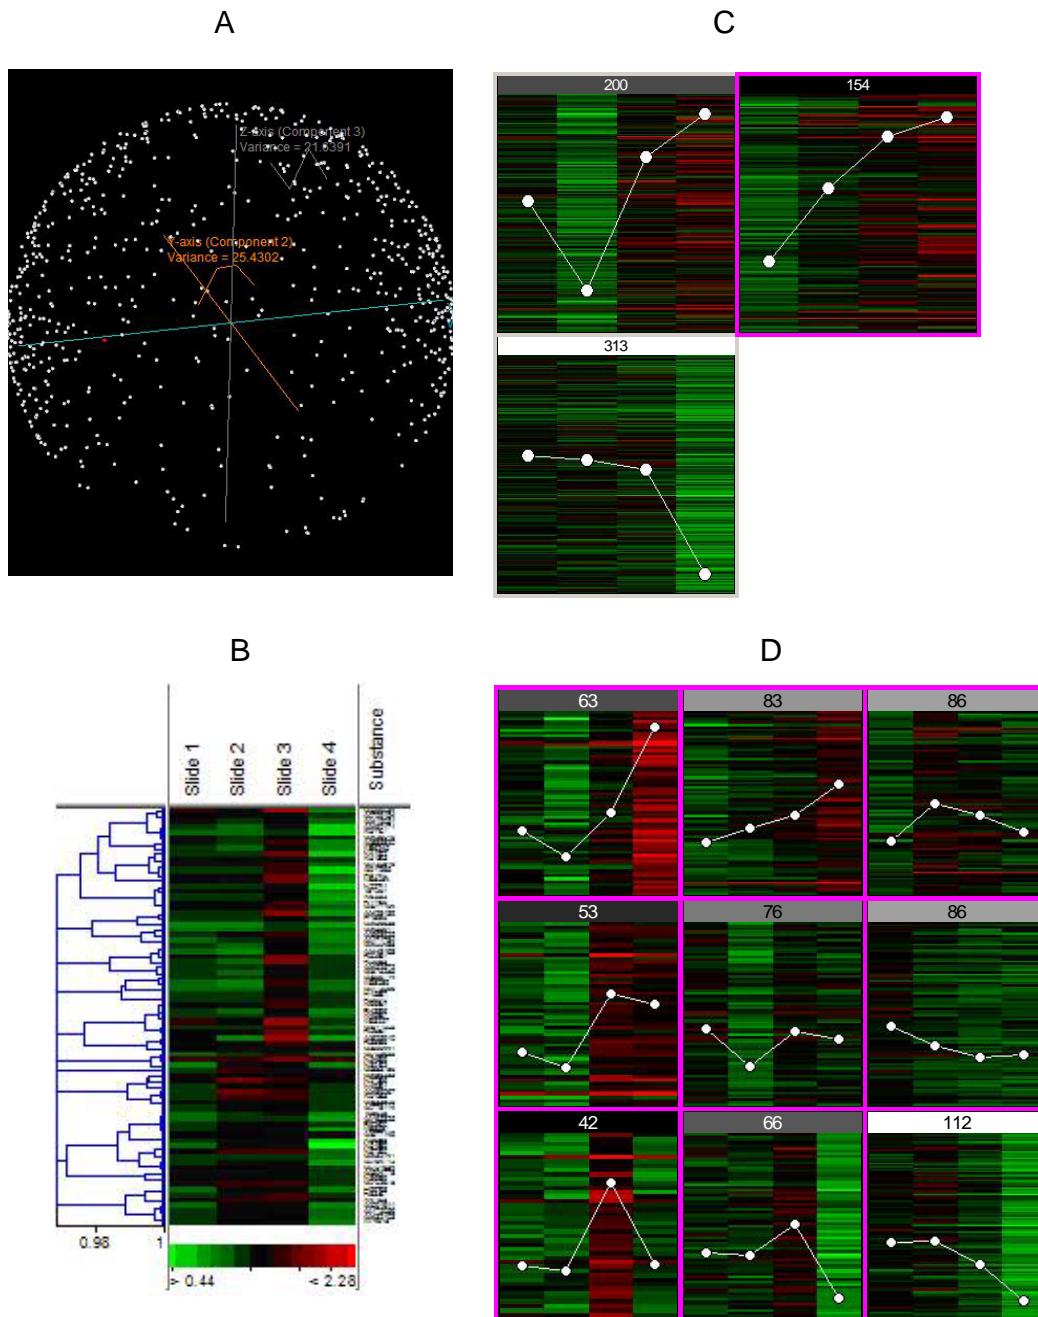 A
Z-axis (Component 3)
Variance = 21.6391
Y-axis (Component 2)
Variance = 25.4302
C
200
154
313
B
Slide 1
Slide 2
Slide 3
Slide 4
Substance
0.98
1
> 0.44
< 2.28
D
63
83
86
53
76
86
42
66
112